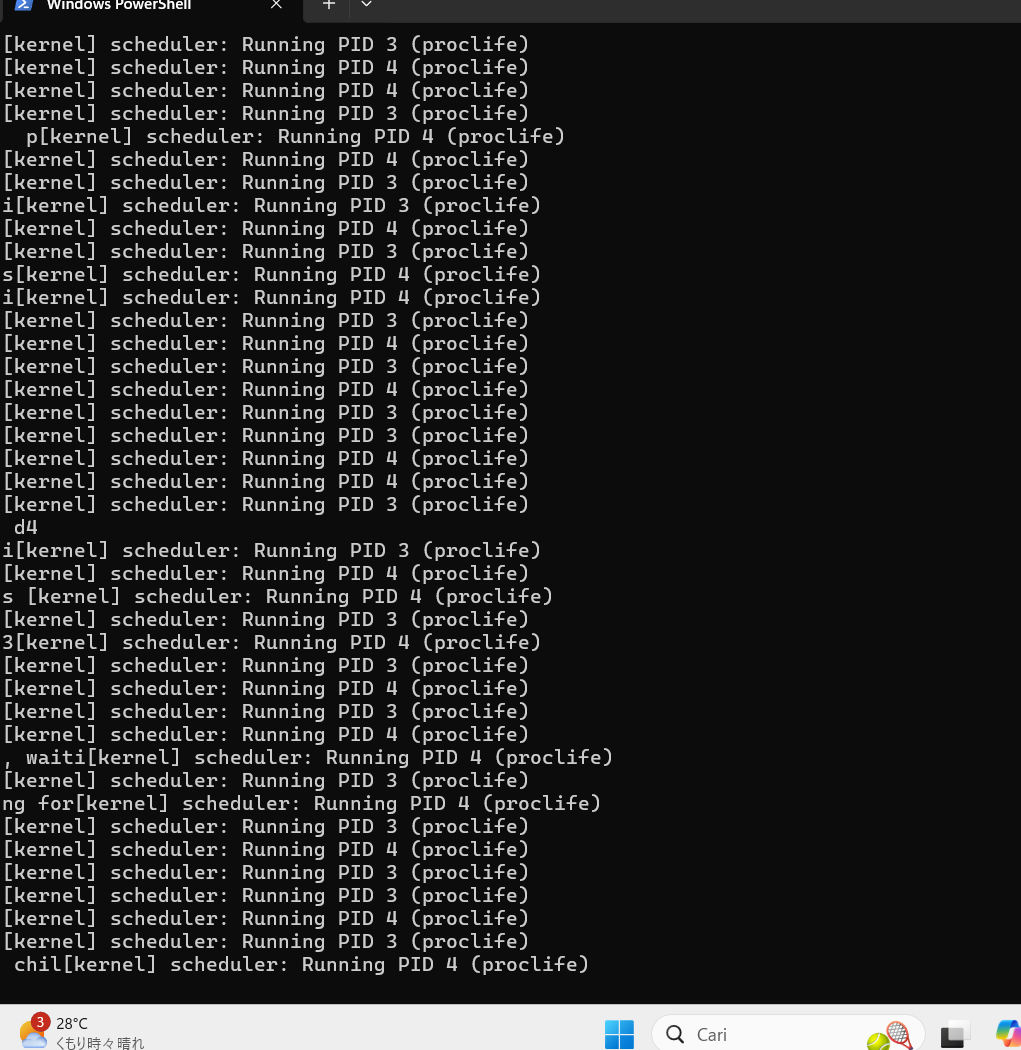 Windows PowerShell
[kernel] scheduler: Running PID 3 (proclife)
[kernel] scheduler: Running PID 4 (proclife)
[kernel] scheduler: Running PID 4 (proclife)
[kernel] scheduler: Running PID 3 (proclife)
  p[kernel] scheduler: Running PID 4 (proclife)
[kernel] scheduler: Running PID 4 (proclife)
[kernel] scheduler: Running PID 3 (proclife)
i[kernel] scheduler: Running PID 3 (proclife)
[kernel] scheduler: Running PID 4 (proclife)
[kernel] scheduler: Running PID 3 (proclife)
s[kernel] scheduler: Running PID 4 (proclife)
i[kernel] scheduler: Running PID 4 (proclife)
[kernel] scheduler: Running PID 3 (proclife)
[kernel] scheduler: Running PID 4 (proclife)
[kernel] scheduler: Running PID 3 (proclife)
[kernel] scheduler: Running PID 4 (proclife)
[kernel] scheduler: Running PID 3 (proclife)
[kernel] scheduler: Running PID 3 (proclife)
[kernel] scheduler: Running PID 4 (proclife)
[kernel] scheduler: Running PID 4 (proclife)
[kernel] scheduler: Running PID 3 (proclife)
 d4
i[kernel] scheduler: Running PID 3 (proclife)
[kernel] scheduler: Running PID 4 (proclife)
s [kernel] scheduler: Running PID 4 (proclife)
[kernel] scheduler: Running PID 3 (proclife)
3[kernel] scheduler: Running PID 4 (proclife)
[kernel] scheduler: Running PID 3 (proclife)
[kernel] scheduler: Running PID 4 (proclife)
[kernel] scheduler: Running PID 3 (proclife)
[kernel] scheduler: Running PID 4 (proclife)
, waiti[kernel] scheduler: Running PID 4 (proclife)
[kernel] scheduler: Running PID 3 (proclife)
ng for[kernel] scheduler: Running PID 4 (proclife)
[kernel] scheduler: Running PID 3 (proclife)
[kernel] scheduler: Running PID 4 (proclife)
[kernel] scheduler: Running PID 3 (proclife)
[kernel] scheduler: Running PID 3 (proclife)
[kernel] scheduler: Running PID 4 (proclife)
[kernel] scheduler: Running PID 3 (proclife)
 chil[kernel] scheduler: Running PID 4 (proclife)
3
28°C
くもり時々晴れ
Cari